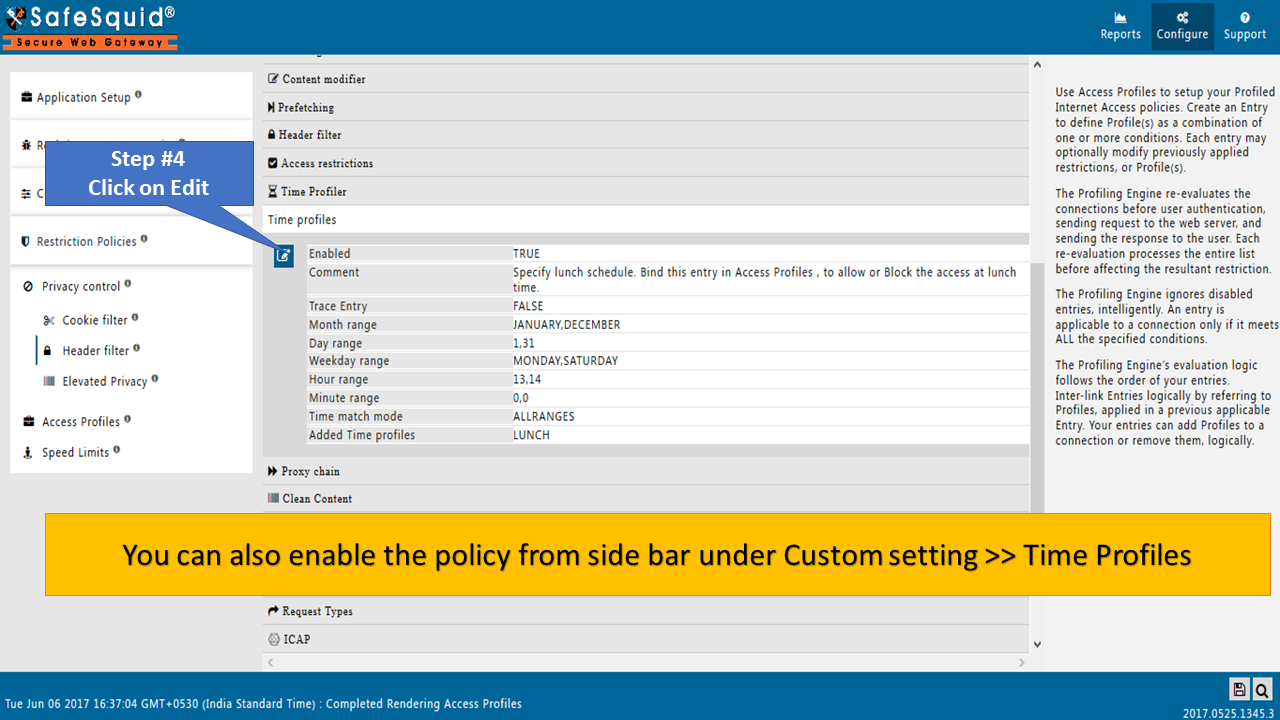 SafeSquid®
Secure Web Gateway
Reports
Configure
Support
Application Setup
Restriction Policies
Privacy control
Cookie filter
Header filter
Elevated Privacy
Access Profiles
Speed Limits
Step #4
Click on Edit
Content modifier
Prefetching
Header filter
Access restrictions
Time Profiler
Time profiles
Enabled TRUE
Comment Specify lunch schedule. Bind this entry in Access Profiles , to allow or Block the access at lunch
time.
Trace Entry FALSE
Month range JANUARY,DECEMBER
Day range 1,31
Weekday range MONDAY,SATURDAY
Hour range 13,14
Minute range 0,0
Time match mode ALLRANGES
Added Time profiles LUNCH
Proxy chain
Clean Content
You can also enable the policy from side bar under Custom setting >> Time Profiles
Request Types
ICAP
Use Access Profiles to setup your Profiled
Internet Access policies. Create an Entry
to define Profile(s) as a combination of
one or more conditions. Each entry may
optionally modify previously applied
restrictions, or Profile(s).
The Profiling Engine re-evaluates the
connections before user authentication,
sending request to the web server, and
sending the response to the user. Each
re-evaluation processes the entire list
before affecting the resultant restriction.
The Profiling Engine ignores disabled
entries, intelligently. An entry is
applicable to a connection only if it meets
ALL the specified conditions.
The Profiling Engine's evaluation logic
follows the order of your entries.
Inter-link Entries logically by referring to
Profiles, applied in a previous applicable
Entry. Your entries can add Profiles to a
connection or remove them, logically.
Tue Jun 06 2017 16:37:04 GMT+0530 (India Standard Time) : Completed Rendering Access Profiles
2017.0525.1345.3